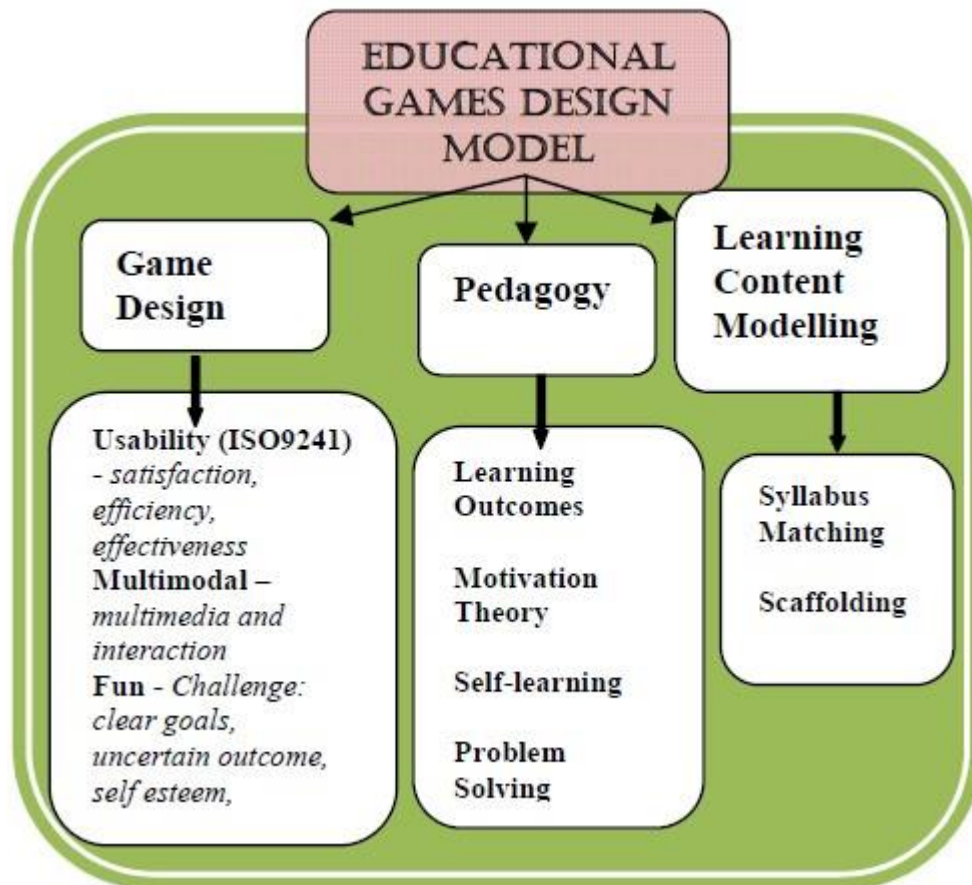 EDUCATIONAL
GAMES DESIGN
MODEL
Game
Design
Usability (ISO9241)
- satisfaction,
efficiency,
effectiveness
Multimodal –
multimedia and
interaction
Fun - Challenge:
clear goals,
uncertain outcome,
self esteem,
Pedagogy
Learning
Outcomes
Motivation
Theory
Self-learning
Problem
Solving
Learning
Content
Modelling
Syllabus
Matching
Scaffolding